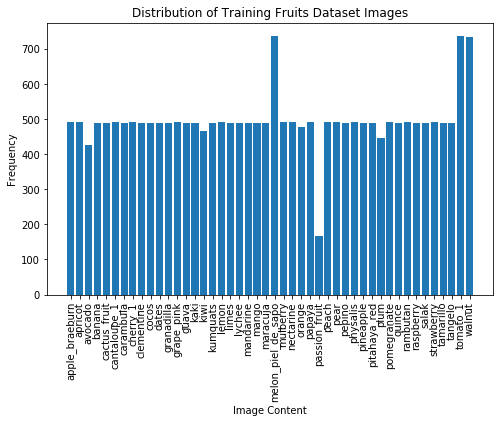 Distribution of Training Fruits Dataset Images
Frequency
700
600
500
400
300
200
100
0
apple_braeburn
apricot
avocado
banana
cactus_fruit
cantaloupe_1
carambula
cherry_1
clementine
cocos
dates
granadilla
grape_pink
guava
kaki
kiwi
kumquats
lemon
limes
lychee
mandarine
mango
maracuja
melon_piel_de_sapo
mulberry
nectarine
orange
papaya
passion_fruit
peach
pear
pepino
physalis
pineapple
pitahaya_red
plum
pomegranate
quince
rambutan
raspberry
salak
strawberry
tamarillo
tangelo
tomato_1
walnut
Image Content